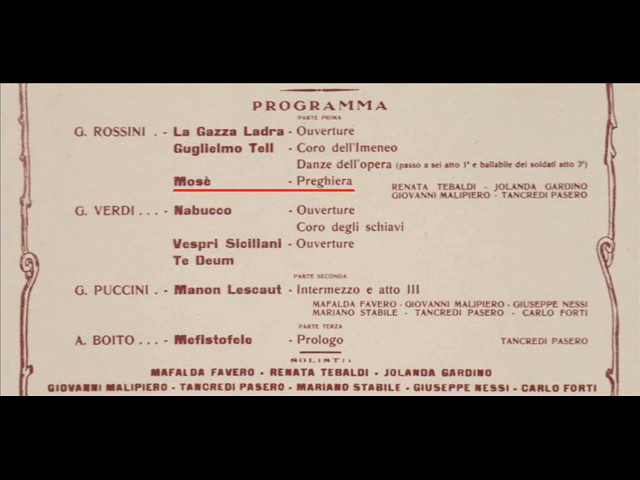 PROGRAMMA
PARTE PRIMA
G. ROSSINI . - La Gazza Ladra - Ouverture
Guglielmo Tell - Coro dell'Imeneo
Danze dell'opera (passo a sei atto 1º e ballabile dei soldati atto 3º)
Mosè - Preghiera RENATA TEBALDI - JOLANDA GARDINO
GIOVANNI MALIPIERO - TANCREDI PASERO
G. VERDI . . . - Nabucco - Ouverture
Coro degli schiavi
Vespri Siciliani - Ouverture
Te Deum
PARTE SECONDA
G. PUCCINI . - Manon Lescaut - Intermezzo e atto III
MAFALDA FAVERO - GIOVANNI MALIPIERO - GIUSEPPE NESSI
MARIANO STABILE - TANCREDI PASERO - CARLO FORTI
PARTE TERZA
A. BOITO . . . - Mefistofele - Prologo TANCREDI PASERO
SOLISTI:
MAFALDA FAVERO - RENATA TEBALDI - JOLANDA GARDINO
GIOVANNI MALIPIERO - TANCREDI PASERO - MARIANO STABILE - GIUSEPPE NESSI - CARLO FORTI